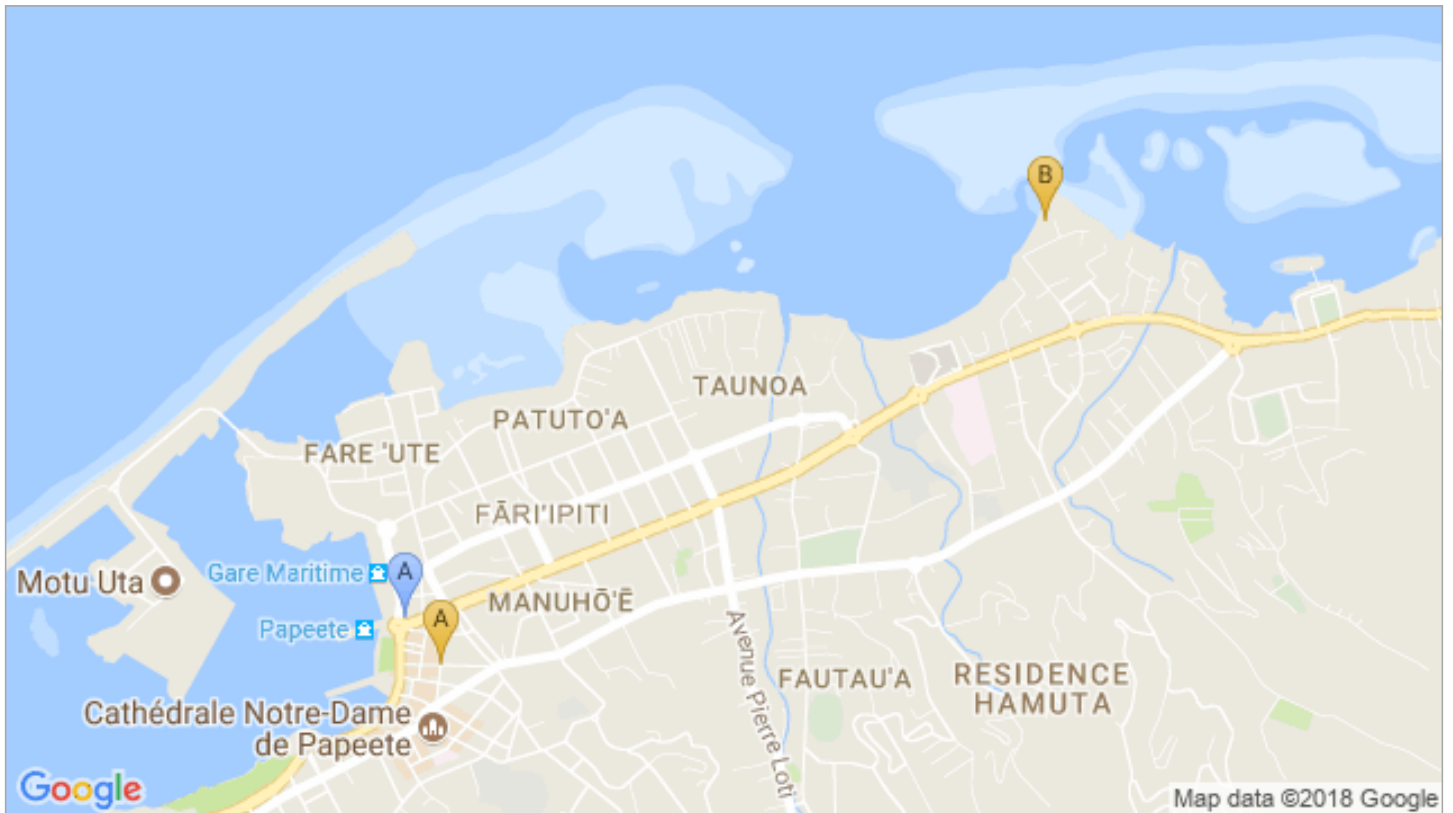 B
TAUNOA
PATUTO'A
FARE 'UTE
FĀRI'IPITI
Gare Maritime
A
Motu Uta
MANUHŌ'Ē
A
Papeete
Avenue Pierre Loti
FAUTAU'A
RESIDENCE
HAMUTA
Cathédrale Notre-Dame
de Papeete
Google
Map data ©2018 Google